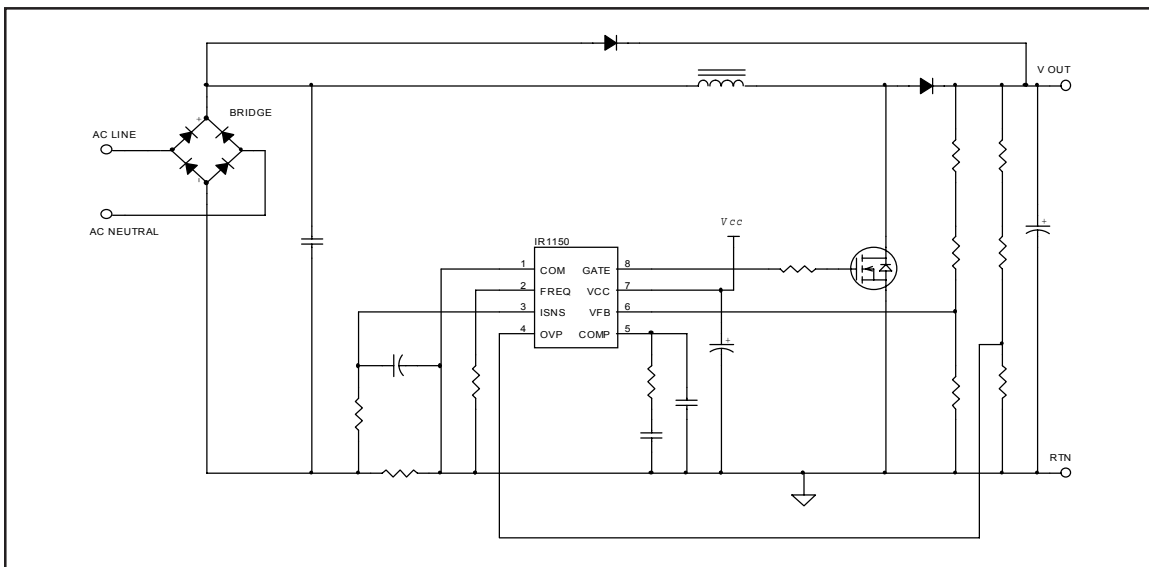 V OUT
BRIDGE
+
AC LINE
-
AC NEUTRAL
Vcc
+
IR1150
1 COM GATE 8
2 FREQ VCC 7
3 ISNS VFB 6
4 OVP COMP 5
+
RTN